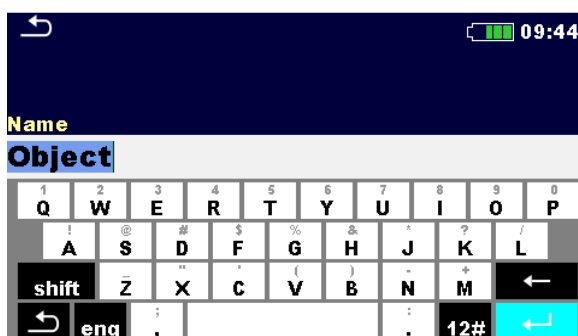 09:44
Name
Object
1 2 3 4 5 6 7 8 9 0
Q W E R T Y U I O P
! @ # $ % & * ? /
A S D F G H J K L
_ " ' ( ) - +
shift Z X C V B N M
; :
eng , . 12#